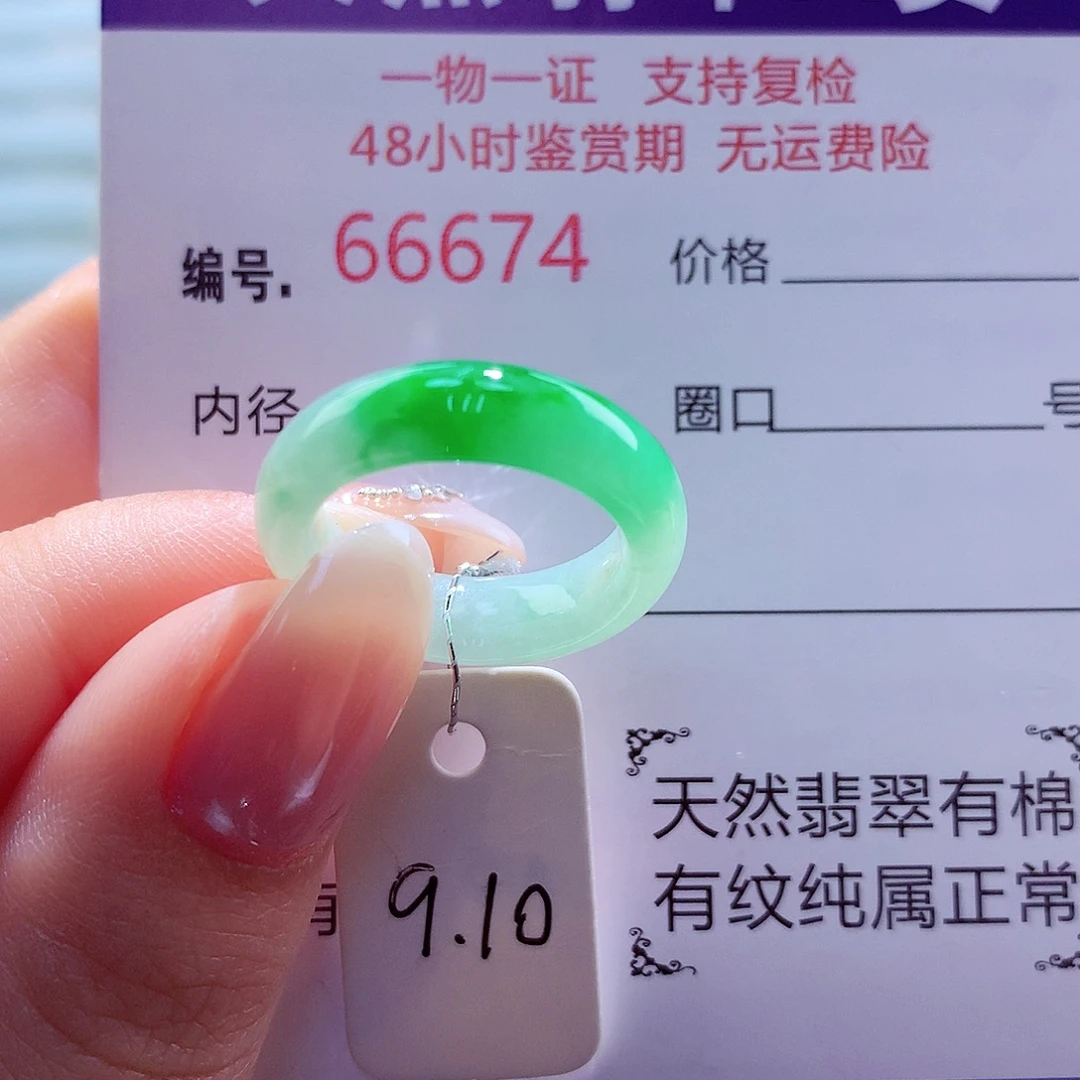 一物一证 支持复检
48小时鉴赏期 无运费险
编号. 66674 价格
内径 圈口 号
天然翡翠有棉
有纹纯属正常
有
9.10